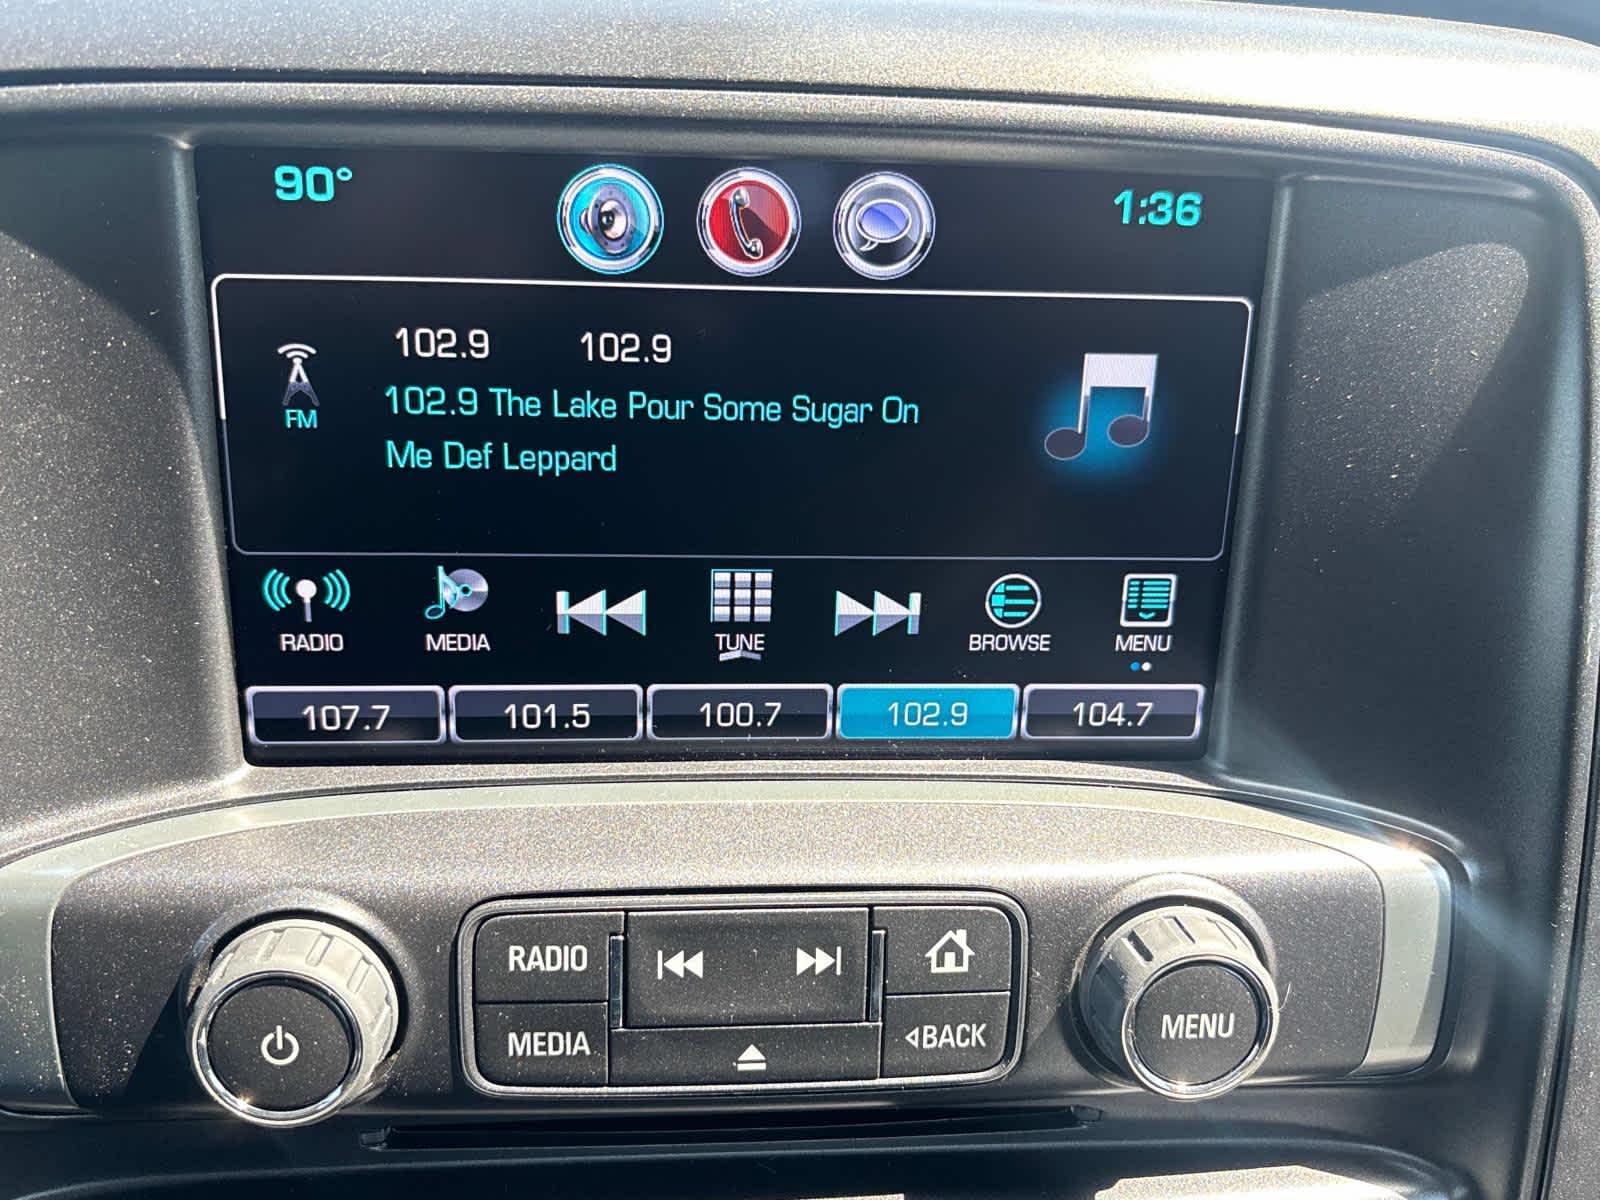 90° 1:36
102.9 102.9
FM
102.9 The Lake Pour Some Sugar On
Me Def Leppard
RADIO MEDIA TUNE BROWSE MENU
107.7 101.5 100.7 102.9 104.7
RADIO
MEDIA
BACK
MENU